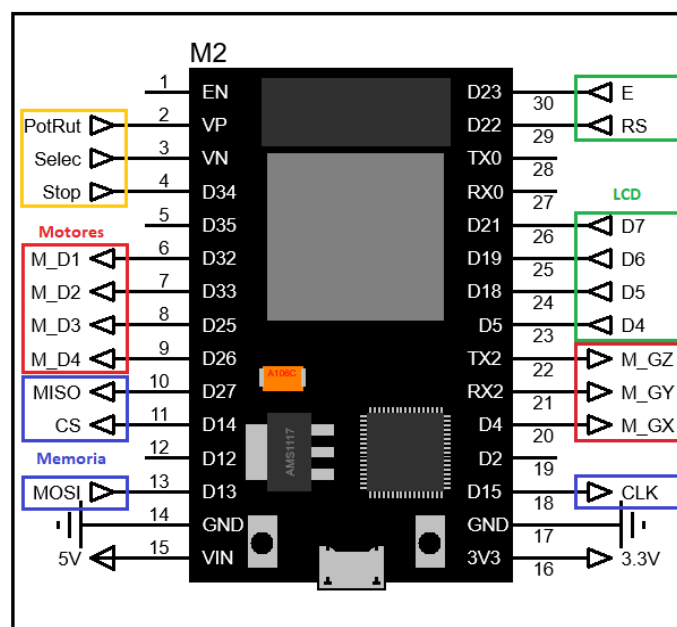 M2
1 EN D23 30 E
PotRut 2 VP D22 29 RS
Selec 3 VN TX0 28
Stop 4 D34 RX0 27
5 D35 D21 26 D7
LCD
Motores
M_D1 6 D32 D19 25 D6
M_D2 7 D33 D18 24 D5
M_D3 8 D25 D5 23 D4
M_D4 9 D26 TX2 22 M_GZ
A106C
MISO 10 D27 RX2 21 M_GY
CS 11 D14 D4 20 M_GX
AMS1117
Memoria
12 D12 D2 19
MOSI 13 D13 D15 18 CLK
14 GND GND 17
5V 15 VIN 3V3 16 3.3V